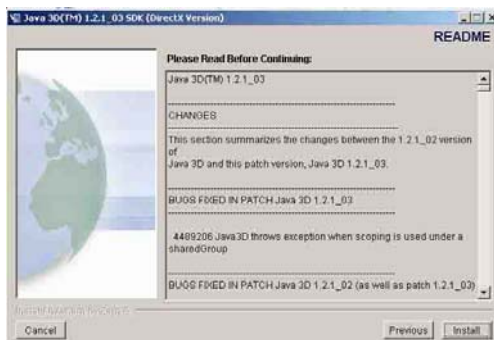 Java 3D(TM) 1.2.1_03 SDK (DirectX Version)
README
Please Read Before Continuing:
Java 3D(TM) 1.2.1_03
CHANGES
This section summarizes the changes between the 1.2.1_02 version
of
Java 3D and this patch version, Java 3D 1.2.1_03.
BUGS FIXED IN PATCH Java 3D 1.2.1_03
4489206 Java3D throws exception when scoping is used under a
sharedGroup
BUGS FIXED IN PATCH Java 3D 1.2.1_02 (as well as patch 1.2.1_03)
Cancel
Previous
Install